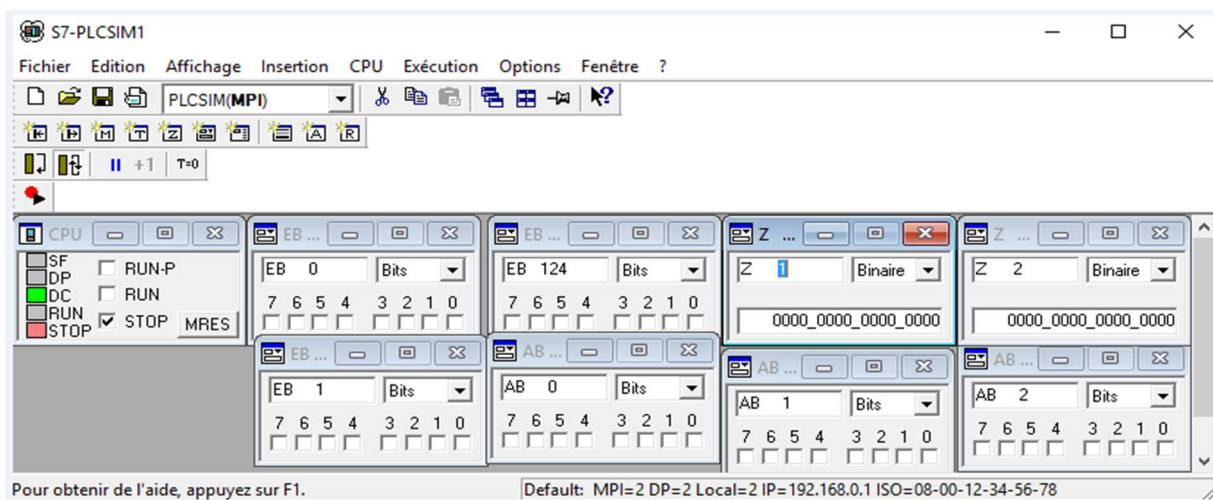 S7-PLCSIM1
Fichier Edition Affichage Insertion CPU Exécution Options Fenêtre ?
PLCSIM(MPI)
+1 T=0
CPU EB ... EB ... Z ... Z ...
SF
DP
DC
RUN
STOP
RUN-P
RUN
STOP
MRES
EB 0 Bits
7 6 5 4 3 2 1 0
EB 124 Bits
7 6 5 4 3 2 1 0
Z 1 Binaire
0000_0000_0000_0000
Z 2 Binaire
0000_0000_0000_0000
EB ... AB ... AB ... AB ...
EB 1 Bits
7 6 5 4 3 2 1 0
AB 0 Bits
7 6 5 4 3 2 1 0
AB 1 Bits
7 6 5 4 3 2 1 0
AB 2 Bits
7 6 5 4 3 2 1 0
Pour obtenir de l'aide, appuyez sur F1.
Default: MPI=2 DP=2 Local=2 IP=192.168.0.1 ISO=08-00-12-34-56-78